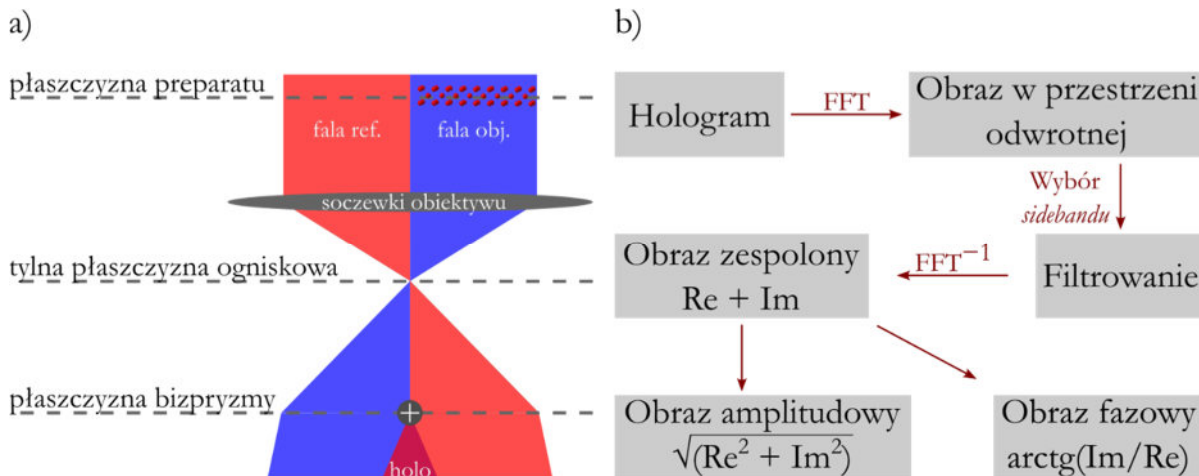 a)
płaszczyzna preparatu
fala ref.
fala obj.
soczewki obiektywu
tylna płaszczyzna ogniskowa
płaszczyzna bizpryzmy
+
holo
b)
Hologram
FFT
Obraz w przestrzeni
odwrotnej
Wybór
sidebandu
Filtrowanie
FFT⁻¹
Obraz zespolony
Re + Im
Obraz amplitudowy
√(Re² + Im²)
Obraz fazowy
arctg(Im/Re)